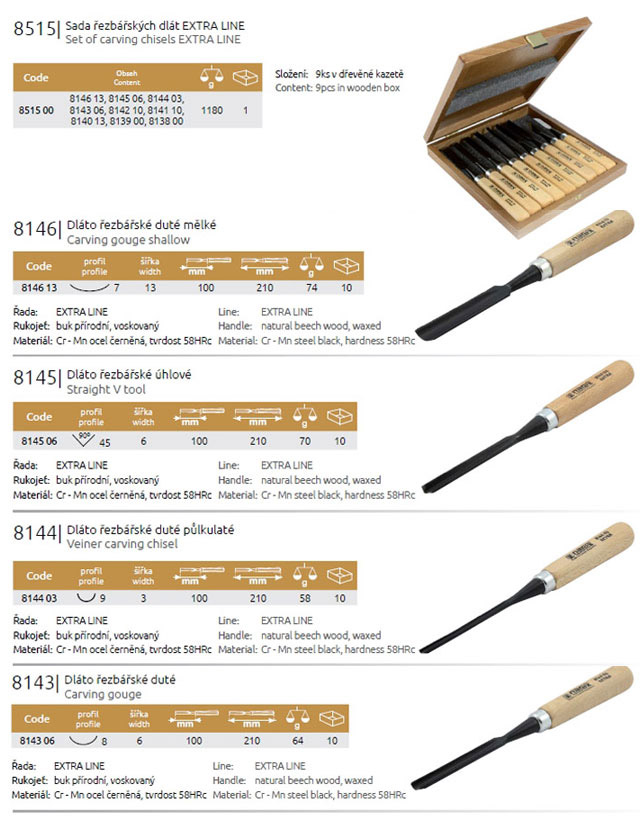 8515| Sada řezbářských dlát EXTRA LINE
Set of carving chisels EXTRA LINE
Code Obsah g
Content
8515 00 8146 13, 8145 06, 8144 03, 1180 1
8143 06, 8142 10, 8141 10,
8140 13, 8139 00, 8138 00
Složení: 9ks v dřevěné kazetě
Content: 9pcs in wooden box
8146| Dláto řezbářské duté mělké
Carving gouge shallow
Code profil šířka mm mm g
profile width
8146 13 7 13 100 210 74 10
Řada: EXTRA LINE Line: EXTRA LINE
Rukojeť: buk přírodní, voskovaný Handle: natural beech wood, waxed
Materiál: Cr - Mn ocel černěná, tvrdost 58HRc Material: Cr - Mn steel black, hardness 58HRc
8145| Dláto řezbářské úhlové
Straight V tool
Code profil šířka mm mm g
profile width
8145 06 90° 45 6 100 210 70 10
Řada: EXTRA LINE Line: EXTRA LINE
Rukojeť: buk přírodní, voskovaný Handle: natural beech wood, waxed
Materiál: Cr - Mn ocel černěná, tvrdost 58HRc Material: Cr - Mn steel black, hardness 58HRc
8144| Dláto řezbářské duté půlkulaté
Veiner carving chisel
Code profil šířka mm mm g
profile width
8144 03 9 3 100 210 58 10
Řada: EXTRA LINE Line: EXTRA LINE
Rukojeť: buk přírodní, voskovaný Handle: natural beech wood, waxed
Materiál: Cr - Mn ocel černěná, tvrdost 58HRc Material: Cr - Mn steel black, hardness 58HRc
8143| Dláto řezbářské duté
Carving gouge
Code profil šířka mm mm g
profile width
8143 06 8 6 100 210 64 10
Řada: EXTRA LINE Line: EXTRA LINE
Rukojeť: buk přírodní, voskovaný Handle: natural beech wood, waxed
Materiál: Cr - Mn ocel černěná, tvrdost 58HRc Material: Cr - Mn steel black, hardness 58HRc